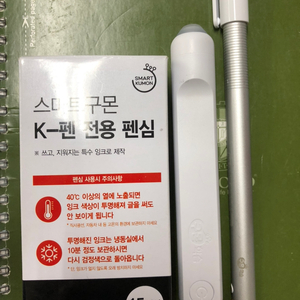 SMART
KUMON
스마트구몬
K-펜 전용 펜심
※ 쓰고, 지워지는 특수 잉크로 제작
펜심 사용시 주의사항
40℃ 이상의 열에 노출되면
잉크 색상이 투명해져 글을 써도
안 보이게 됩니다
투명해진 잉크는 냉동실에서
10분 정도 보관하시면
다시 검정색으로 돌아옵니다